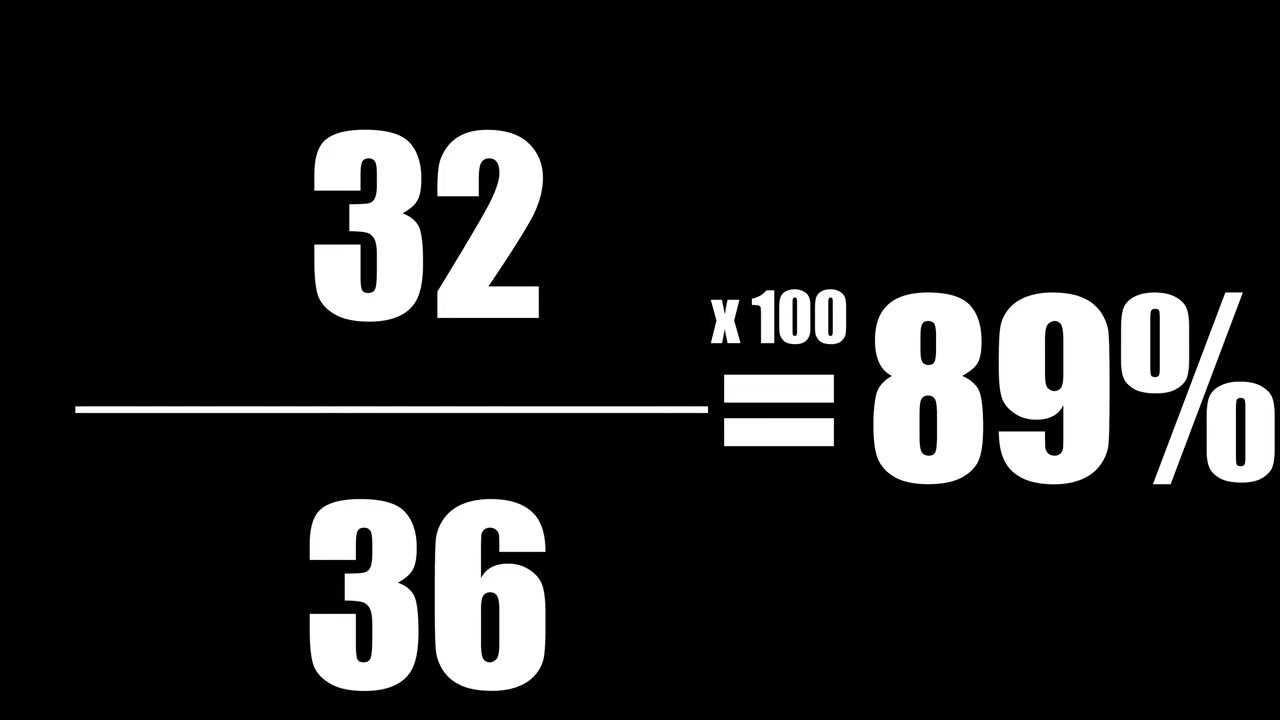 32
x 100
= 89%
36